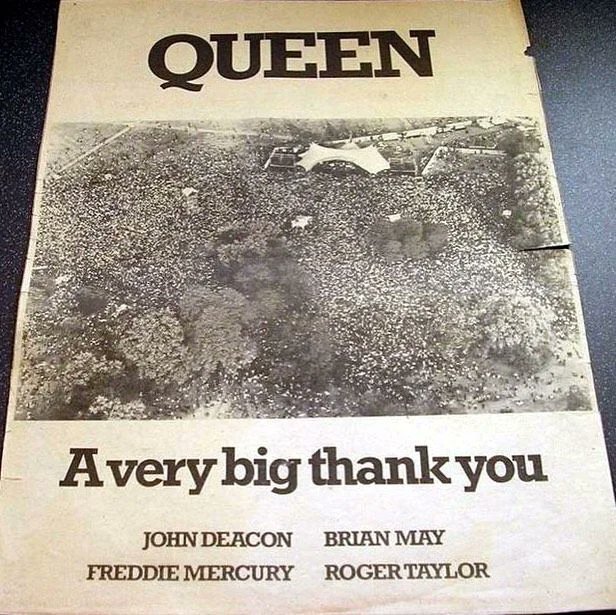 QUEEN
A very big thank you
JOHN DEACON BRIAN MAY
FREDDIE MERCURY ROGER TAYLOR